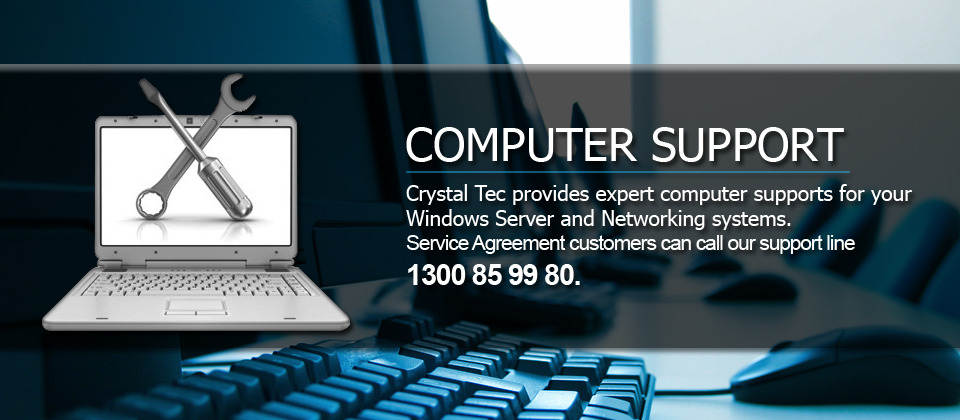 COMPUTER SUPPORT
Crystal Tec provides expert computer supports for your
Windows Server and Networking systems.
Service Agreement customers can call our support line
1300 85 99 80.